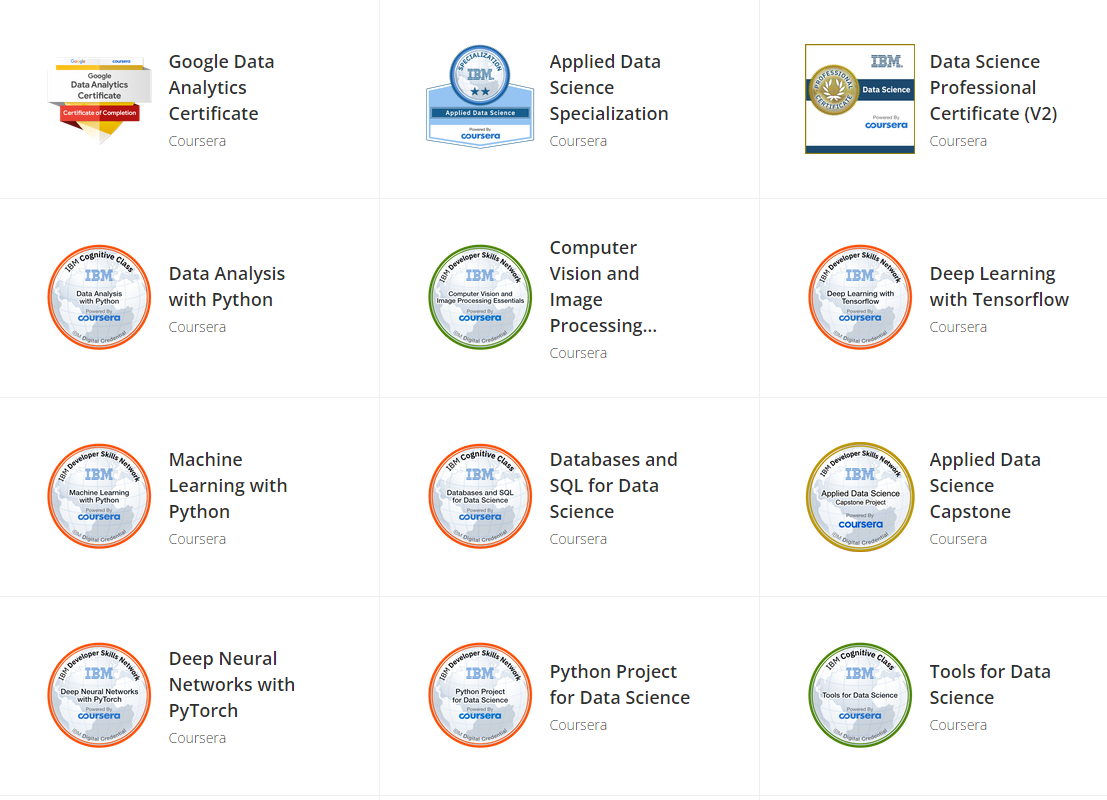 Google coursera
Google
Data Analytics
Certificate
Certificate of Completion
Google Data
Analytics
Certificate
Coursera
SPECIALIZATION
IBM
Applied Data Science
Powered By
coursera
Applied Data
Science
Specialization
Coursera
IBM.
PROFESSIONAL
CERTIFICATE
Data Science
Powered By
coursera
Data Science
Professional
Certificate (V2)
Coursera
IBM Cognitive Class
IBM
Data Analysis
with Python
Powered By
coursera
IBM Digital Credential
Data Analysis
with Python
Coursera
IBM Developer Skills Network
IBM
Computer Vision and
Image Processing Essentials
Powered By
coursera
IBM Digital Credential
Computer
Vision and
Image
Processing...
Coursera
IBM Developer Skills Network
IBM
Deep Learning with
Tensorflow
Powered By
coursera
IBM Digital Credential
Deep Learning
with Tensorflow
Coursera
IBM Developer Skills Network
IBM
Machine Learning
with Python
Powered By
coursera
IBM Digital Credential
Machine
Learning with
Python
Coursera
IBM Cognitive Class
IBM
Databases and SQL
for Data Science
Powered By
coursera
IBM Digital Credential
Databases and
SQL for Data
Science
Coursera
IBM Developer Skills Network
IBM
Applied Data Science
Capstone Project
Powered By
coursera
IBM Digital Credential
Applied Data
Science
Capstone
Coursera
IBM Developer Skills Network
IBM
Deep Neural Networks
with PyTorch
Powered By
coursera
IBM Digital Credential
Deep Neural
Networks with
PyTorch
Coursera
IBM Developer Skills Network
IBM
Python Project
for Data Science
Powered By
coursera
IBM Digital Credential
Python Project
for Data Science
Coursera
IBM Cognitive Class
IBM
Tools for Data Science
Powered By
coursera
IBM Digital Credential
Tools for Data
Science
Coursera